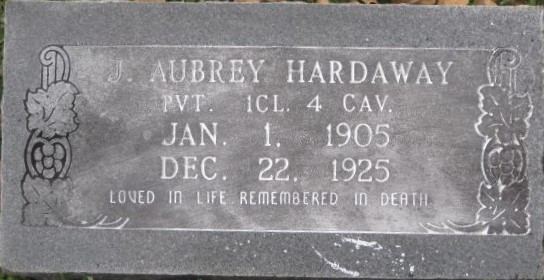 J. AUBREY HARDAWAY
PVT. 1CL. 4 CAV.
JAN. 1, 1905
DEC. 22, 1925
LOVED IN LIFE REMEMBERED IN DEATH